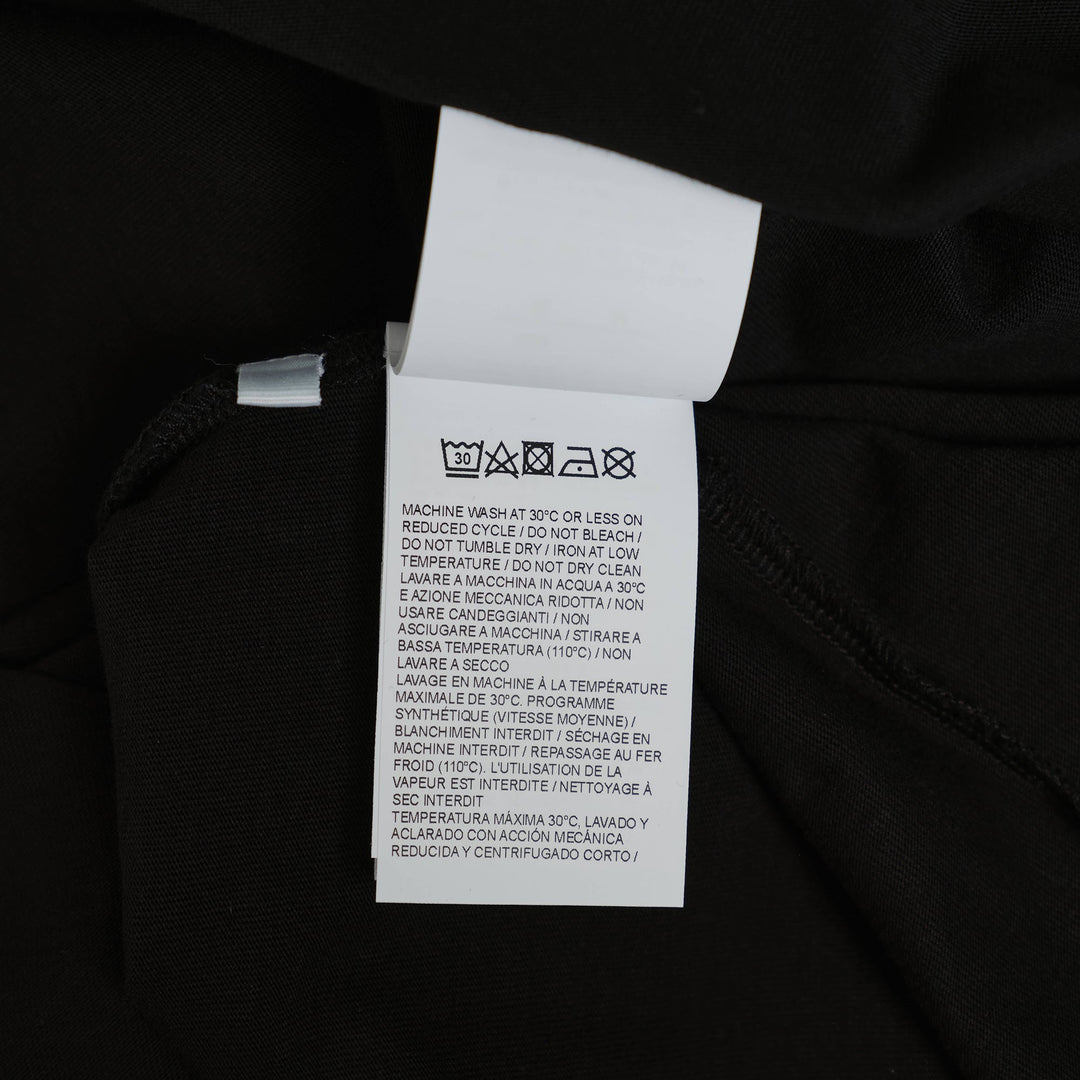 30
MACHINE WASH AT 30°C OR LESS ON
REDUCED CYCLE / DO NOT BLEACH /
DO NOT TUMBLE DRY / IRON AT LOW
TEMPERATURE / DO NOT DRY CLEAN
LAVARE A MACCHINA IN ACQUA A 30°C
E AZIONE MECCANICA RIDOTTA / NON
USARE CANDEGGIANTI / NON
ASCIUGARE A MACCHINA / STIRARE A
BASSA TEMPERATURA (110°C) / NON
LAVARE A SECCO
LAVAGE EN MACHINE À LA TEMPÉRATURE
MAXIMALE DE 30°C. PROGRAMME
SYNTHÉTIQUE (VITESSE MOYENNE) /
BLANCHIMENT INTERDIT / SÉCHAGE EN
MACHINE INTERDIT / REPASSAGE AU FER
FROID (110°C). L'UTILISATION DE LA
VAPEUR EST INTERDITE / NETTOYAGE À
SEC INTERDIT
TEMPERATURA MÁXIMA 30°C, LAVADO Y
ACLARADO CON ACCIÓN MECÁNICA
REDUCIDA Y CENTRIFUGADO CORTO /